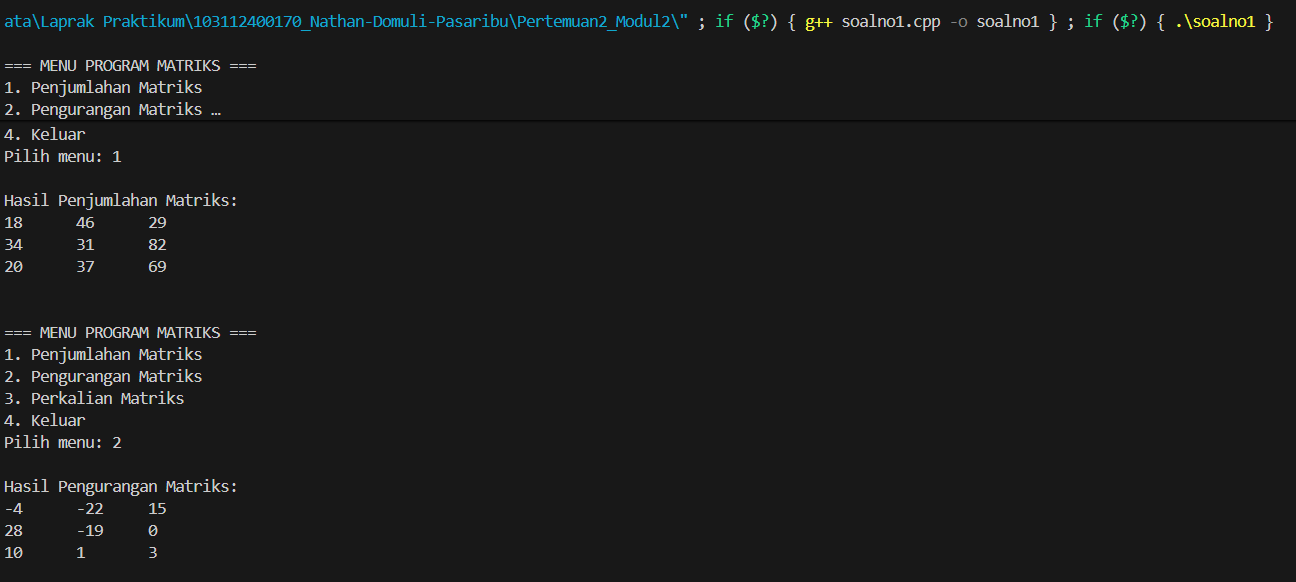 ata\Laprak Praktikum\103112400170_Nathan-Domuli-Pasaribu\Pertemuan2_Modul2\" ; if ($?) { g++ soalno1.cpp -o soalno1 } ; if ($?) { .\soalno1 }
=== MENU PROGRAM MATRIKS ===
1. Penjumlahan Matriks
2. Pengurangan Matriks …
4. Keluar
Pilih menu: 1
Hasil Penjumlahan Matriks:
18 46 29
34 31 82
20 37 69
=== MENU PROGRAM MATRIKS ===
1. Penjumlahan Matriks
2. Pengurangan Matriks
3. Perkalian Matriks
4. Keluar
Pilih menu: 2
Hasil Pengurangan Matriks:
-4 -22 15
28 -19 0
10 1 3